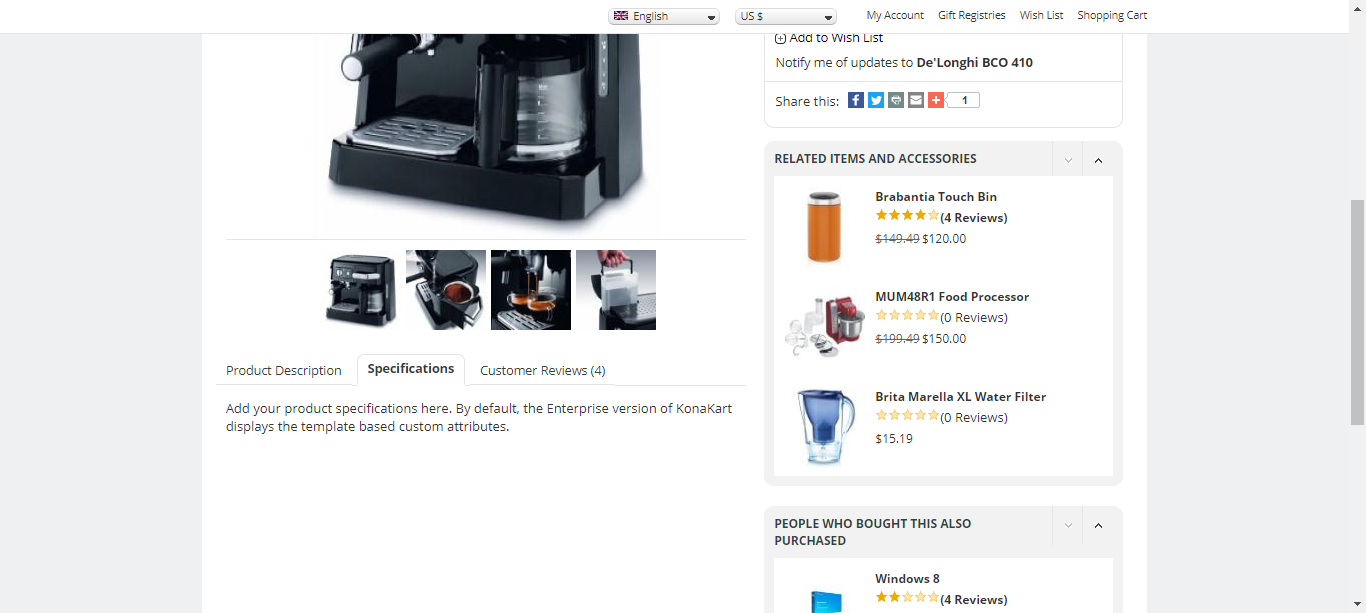 English
US $
My Account
Gift Registries
Wish List
Shopping Cart
Add to Wish List
Notify me of updates to De'Longhi BCO 410
Share this:
1
Product Description
Specifications
Customer Reviews (4)
Add your product specifications here. By default, the Enterprise version of KonaKart
displays the template based custom attributes.
RELATED ITEMS AND ACCESSORIES
Brabantia Touch Bin
(4 Reviews)
$149.49 $120.00
MUM48R1 Food Processor
(0 Reviews)
$199.49 $150.00
Brita Marella XL Water Filter
(0 Reviews)
$15.19
PEOPLE WHO BOUGHT THIS ALSO
PURCHASED
Windows 8
(4 Reviews)